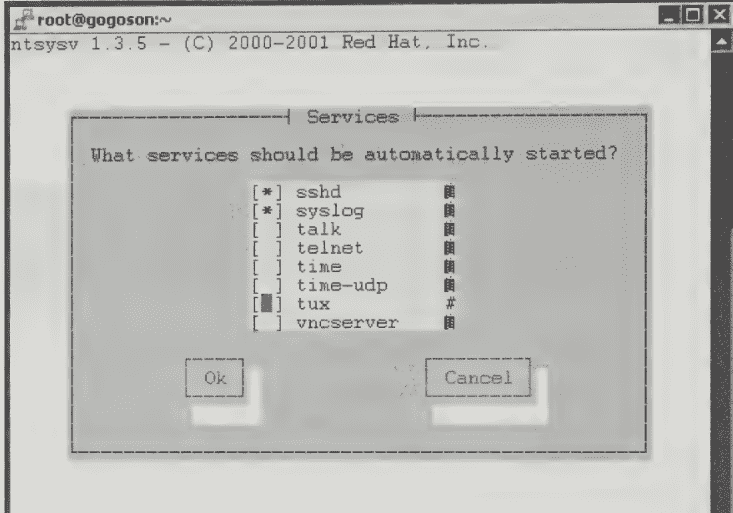 root@gogoson:~
ntsysv 1.3.5 - (C) 2000-2001 Red Hat, Inc.
Services
What services should be automatically started?
[*] sshd
[*] syslog
[ ] talk
[ ] telnet
[ ] time
[ ] time-udp
[ ] tux #
[ ] vncserver
Ok Cancel